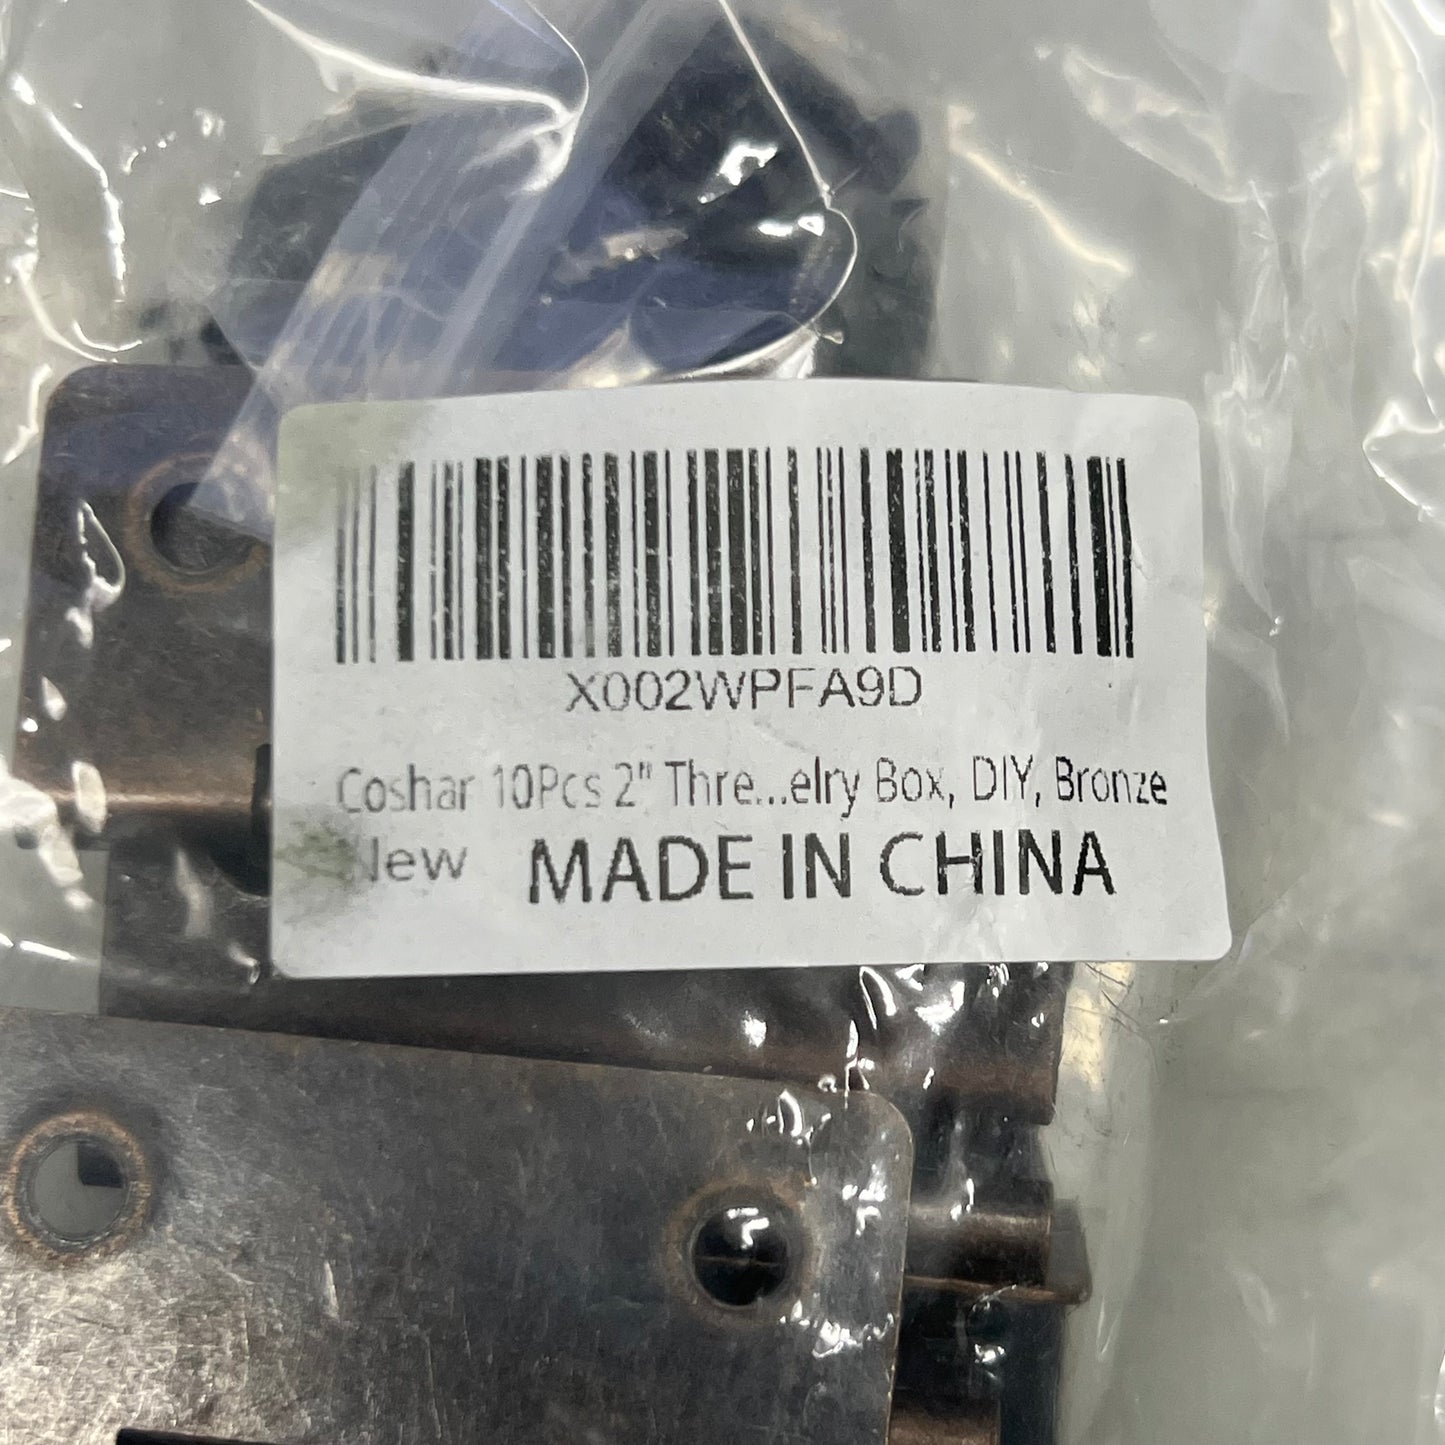 X002WPFA9D
Coshar 10Pcs 2" Thre...elry Box, DIY, Bronze
New MADE IN CHINA